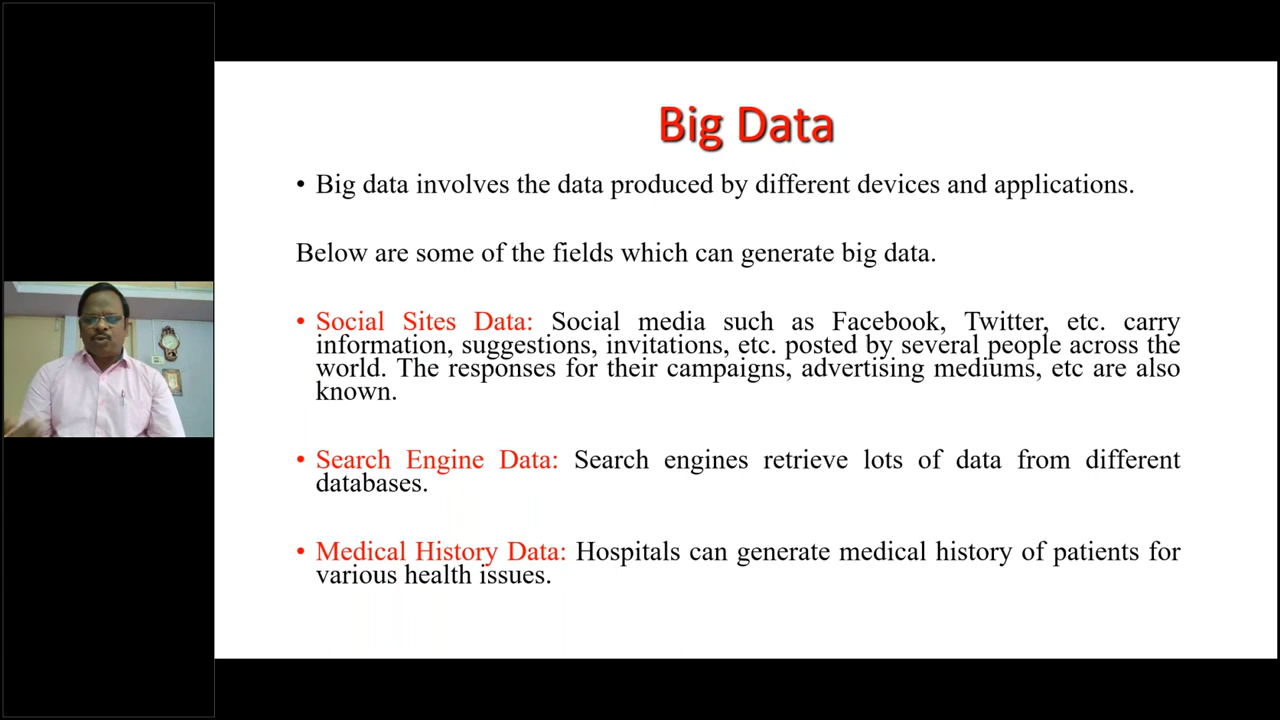 Big Data
• Big data involves the data produced by different devices and applications.
Below are some of the fields which can generate big data.
• Social Sites Data: Social media such as Facebook, Twitter, etc. carry
information, suggestions, invitations, etc. posted by several people across the
world. The responses for their campaigns, advertising mediums, etc are also
known.
• Search Engine Data: Search engines retrieve lots of data from different
databases.
• Medical History Data: Hospitals can generate medical history of patients for
various health issues.